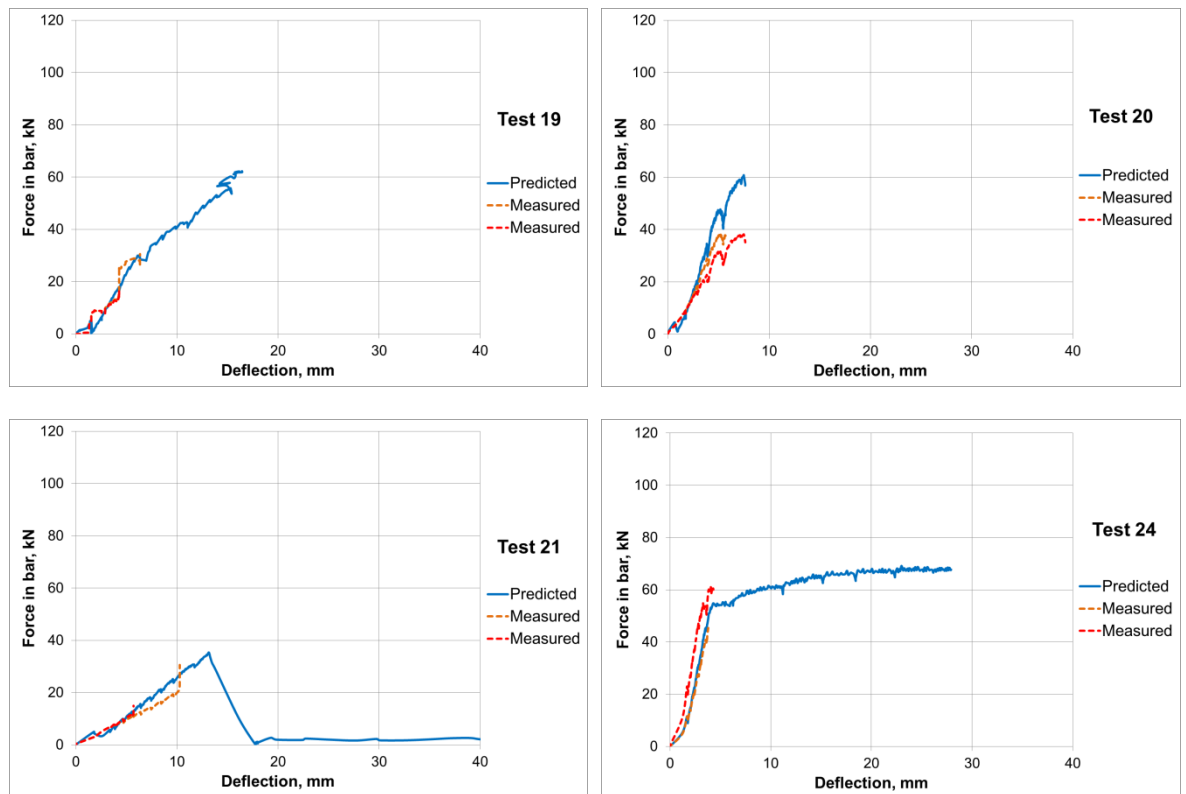 120
100
80
60
40
20
0
Force in bar, kN
0 10 20 30 40
Deflection, mm
Test 19
Predicted
Measured
Measured
120
100
80
60
40
20
0
Force in bar, kN
0 10 20 30 40
Deflection, mm
Test 20
Predicted
Measured
Measured
120
100
80
60
40
20
0
Force in bar, kN
0 10 20 30 40
Deflection, mm
Test 21
Predicted
Measured
Measured
120
100
80
60
40
20
0
Force in bar, kN
0 10 20 30 40
Deflection, mm
Test 24
Predicted
Measured
Measured